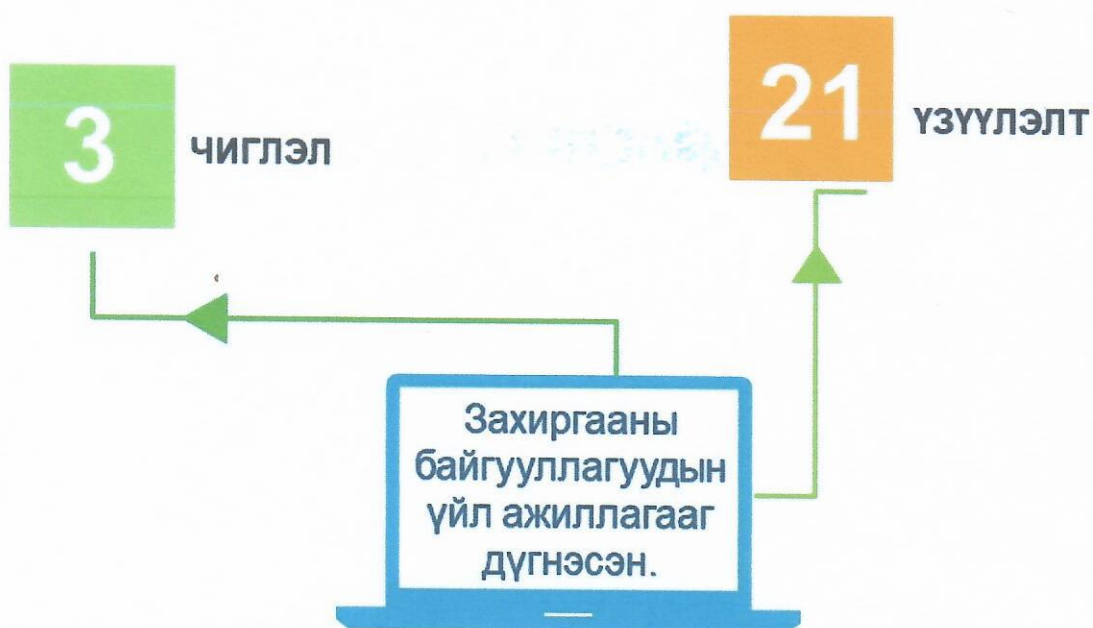 3
ЧИГЛЭЛ
21
ҮЗҮҮЛЭЛТ
Захиргааны
байгууллагуудын
үйл ажиллагааг
дүгнэсэн.